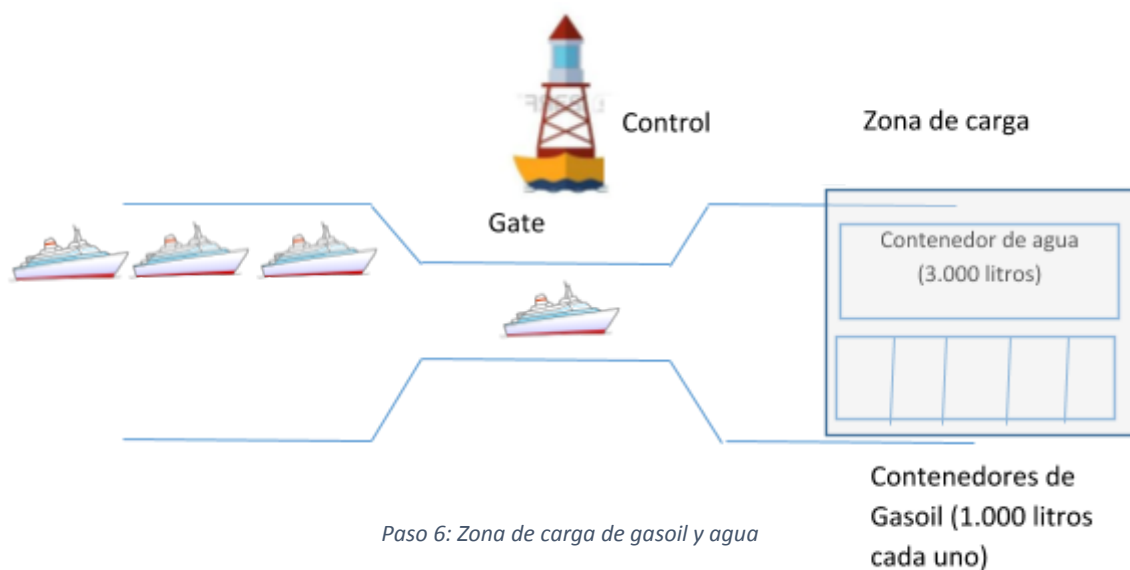 Control
Zona de carga
Gate
Contenedor de agua
(3.000 litros)
Contenedores de
Gasoil (1.000 litros
cada uno)
Paso 6: Zona de carga de gasoil y agua